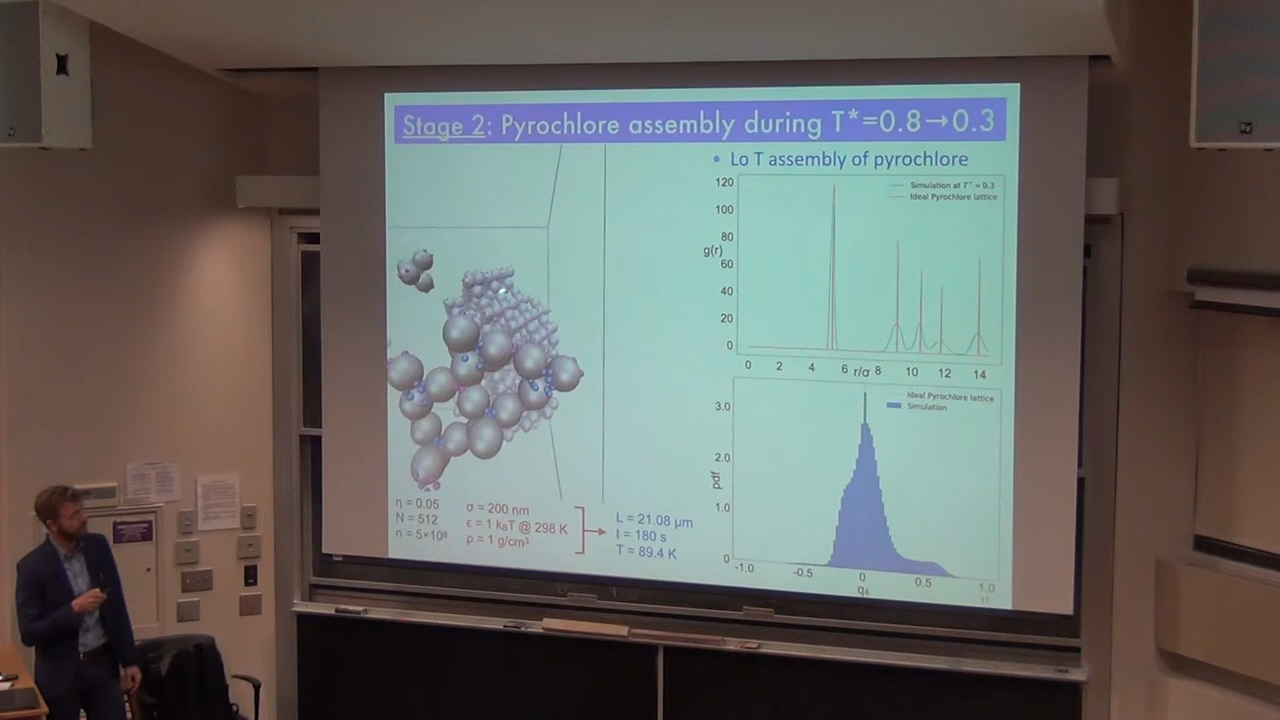 Stage 2: Pyrochlore assembly during T*=0.8→0.3
• Lo T assembly of pyrochlore
Simulation at T* = 0.3
Ideal Pyrochlore lattice
g(r)
120
100
80
60
40
20
0
0 2 4 6 8 10 12 14
r/σ
Ideal Pyrochlore lattice
Simulation
pdf
3.0
2.0
1.0
0
-1.0 -0.5 0 0.5 1.0
q₄
η = 0.05
N = 512
σ = 200 nm
ε = 1 kBT @ 298 K
ρ = 1 g/cm³
L = 21.08 μm
t = 180 s
T = 89.4 K